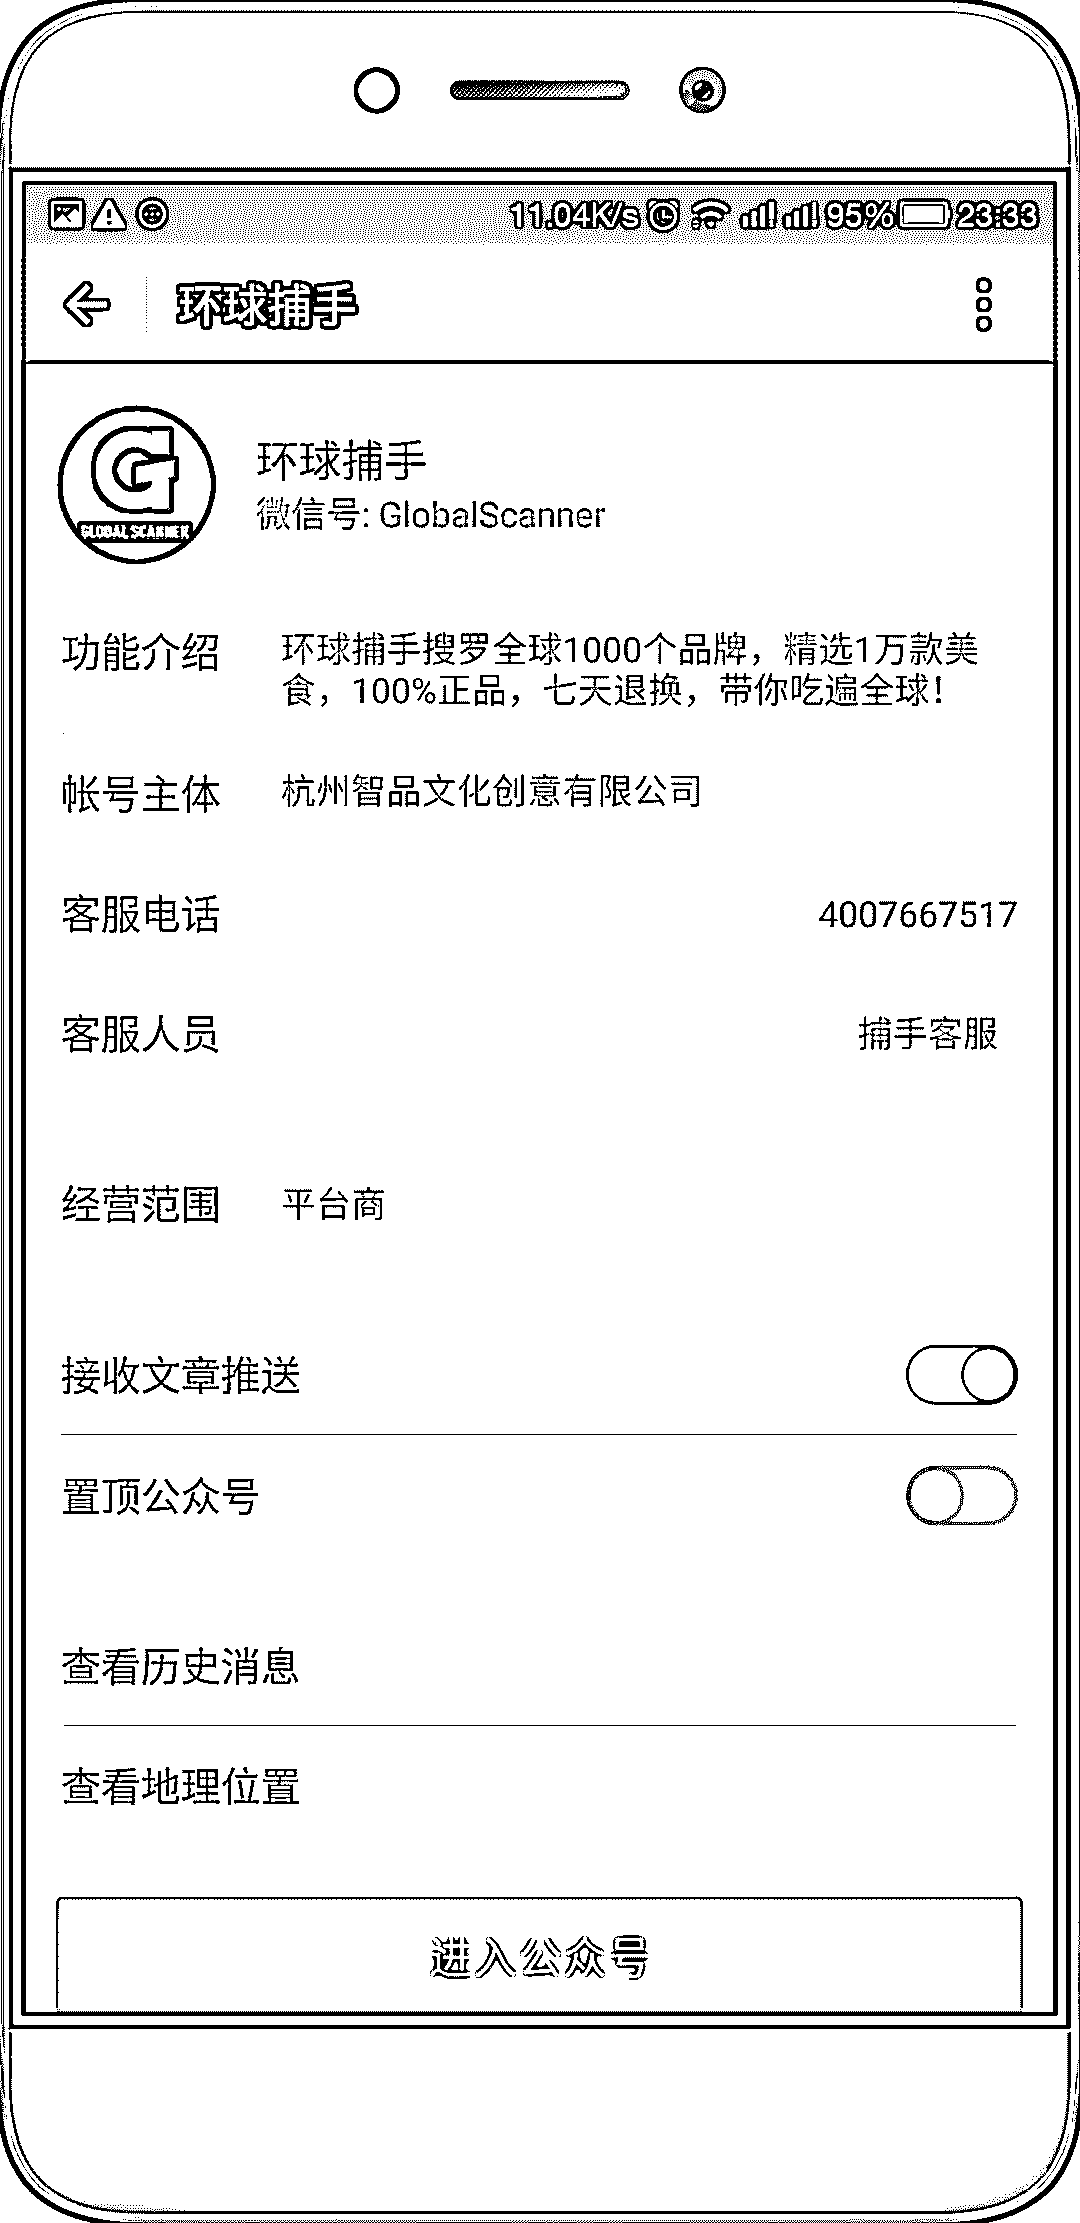 11.04K/s 95% 23:33
环球捕手
GLOBAL SCANNER
环球捕手
微信号: GlobalScanner
功能介绍
环球捕手搜罗全球1000个品牌，精选1万款美
食，100%正品，七天退换，带你吃遍全球！
帐号主体 杭州智品文化创意有限公司
客服电话 4007667517
客服人员 捕手客服
经营范围 平台商
接收文章推送
置顶公众号
查看历史消息
查看地理位置
进入公众号